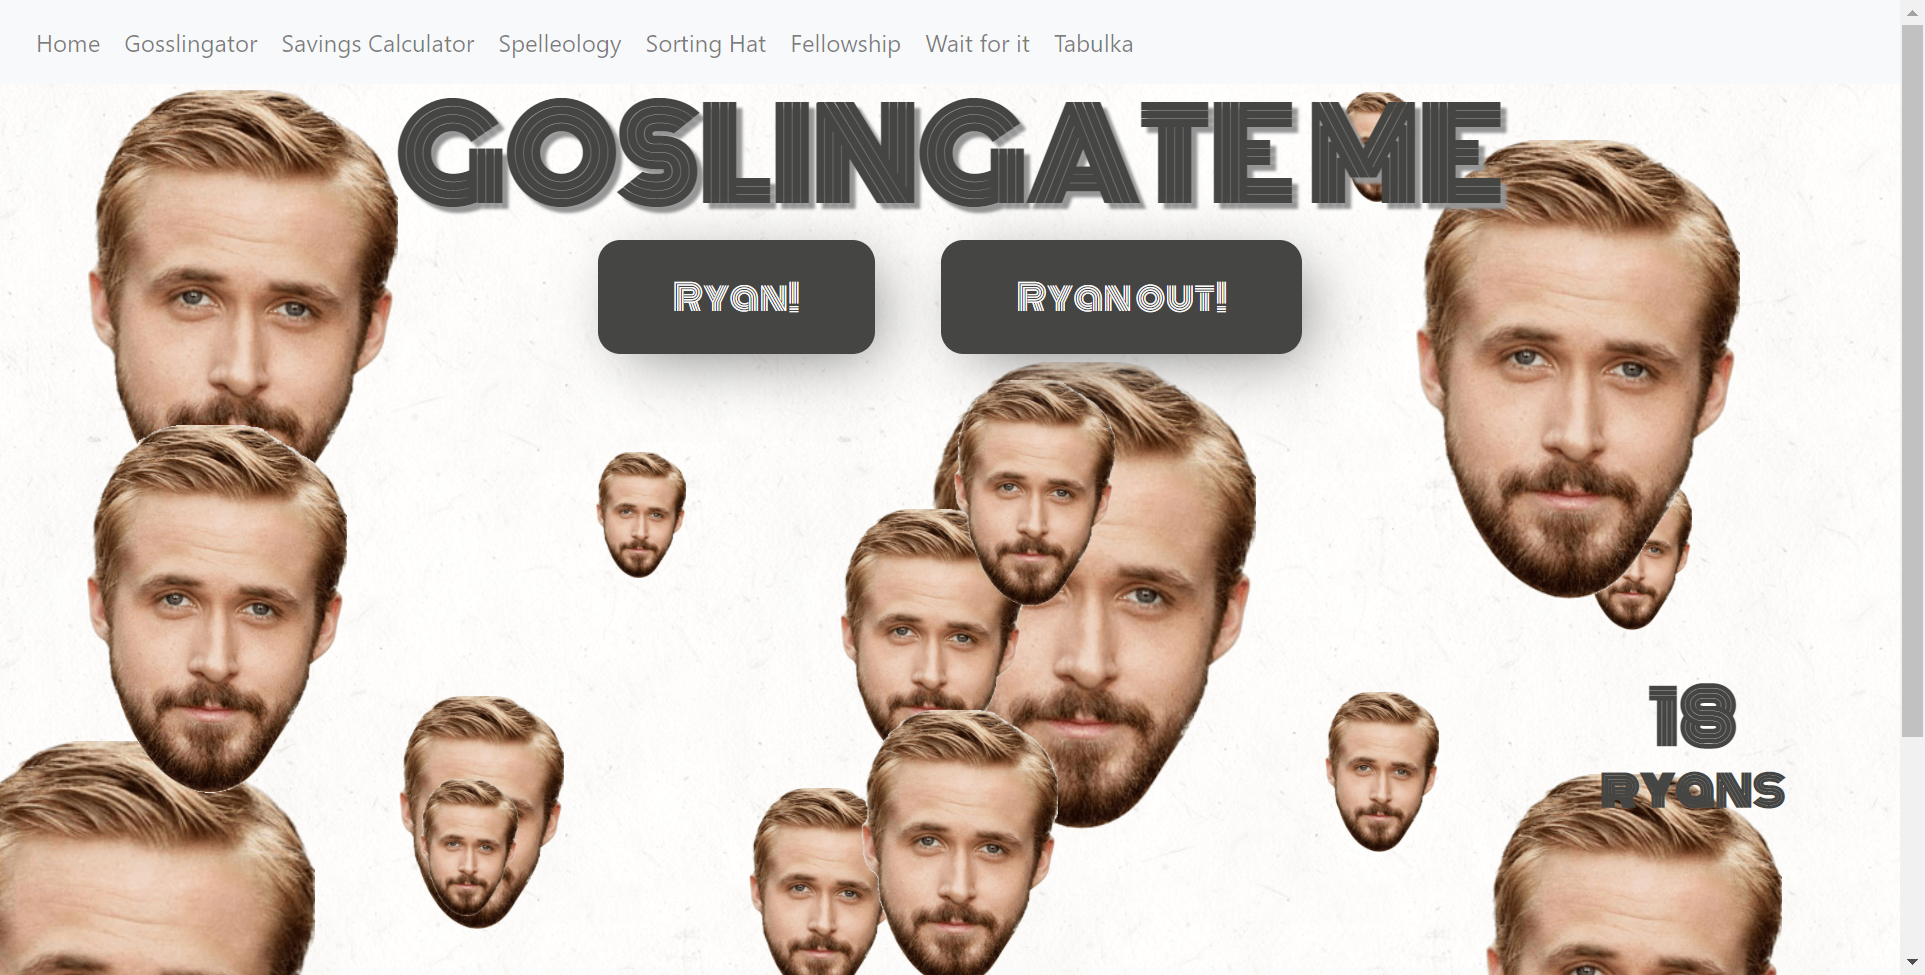 Home Gosslingator Savings Calculator Spelleology Sorting Hat Fellowship Wait for it Tabulka
GOSLINGATE ME
Ryan! Ryan out!
18
RYANS